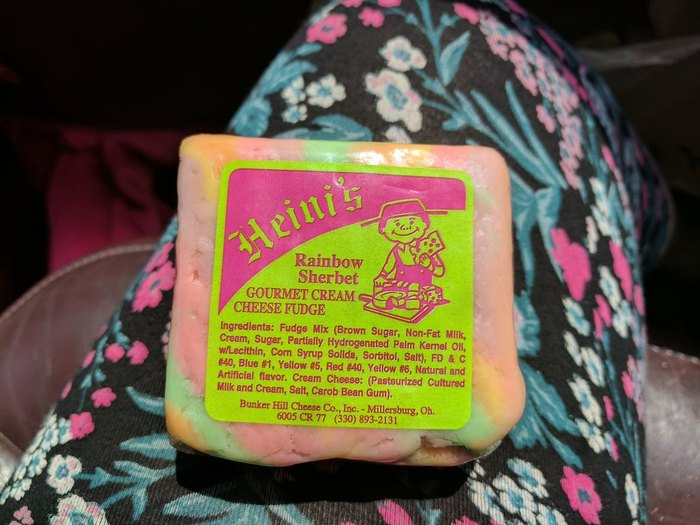 Heini's
Rainbow
Sherbet
GOURMET CREAM
CHEESE FUDGE
Ingredients: Fudge Mix (Brown Sugar, Non-Fat Milk,
Cream, Sugar, Partially Hydrogenated Palm Kernel Oil,
w/Lecithin, Corn Syrup Solids, Sorbitol, Salt), FD & C
#40, Blue #1, Yellow #5, Red #40, Yellow #6, Natural and
Artificial flavor. Cream Cheese: (Pasteurized Cultured
Milk and Cream, Salt, Carob Bean Gum).
Bunker Hill Cheese Co., Inc. - Millersburg, Oh.
6005 CR 77 (330) 893-2131